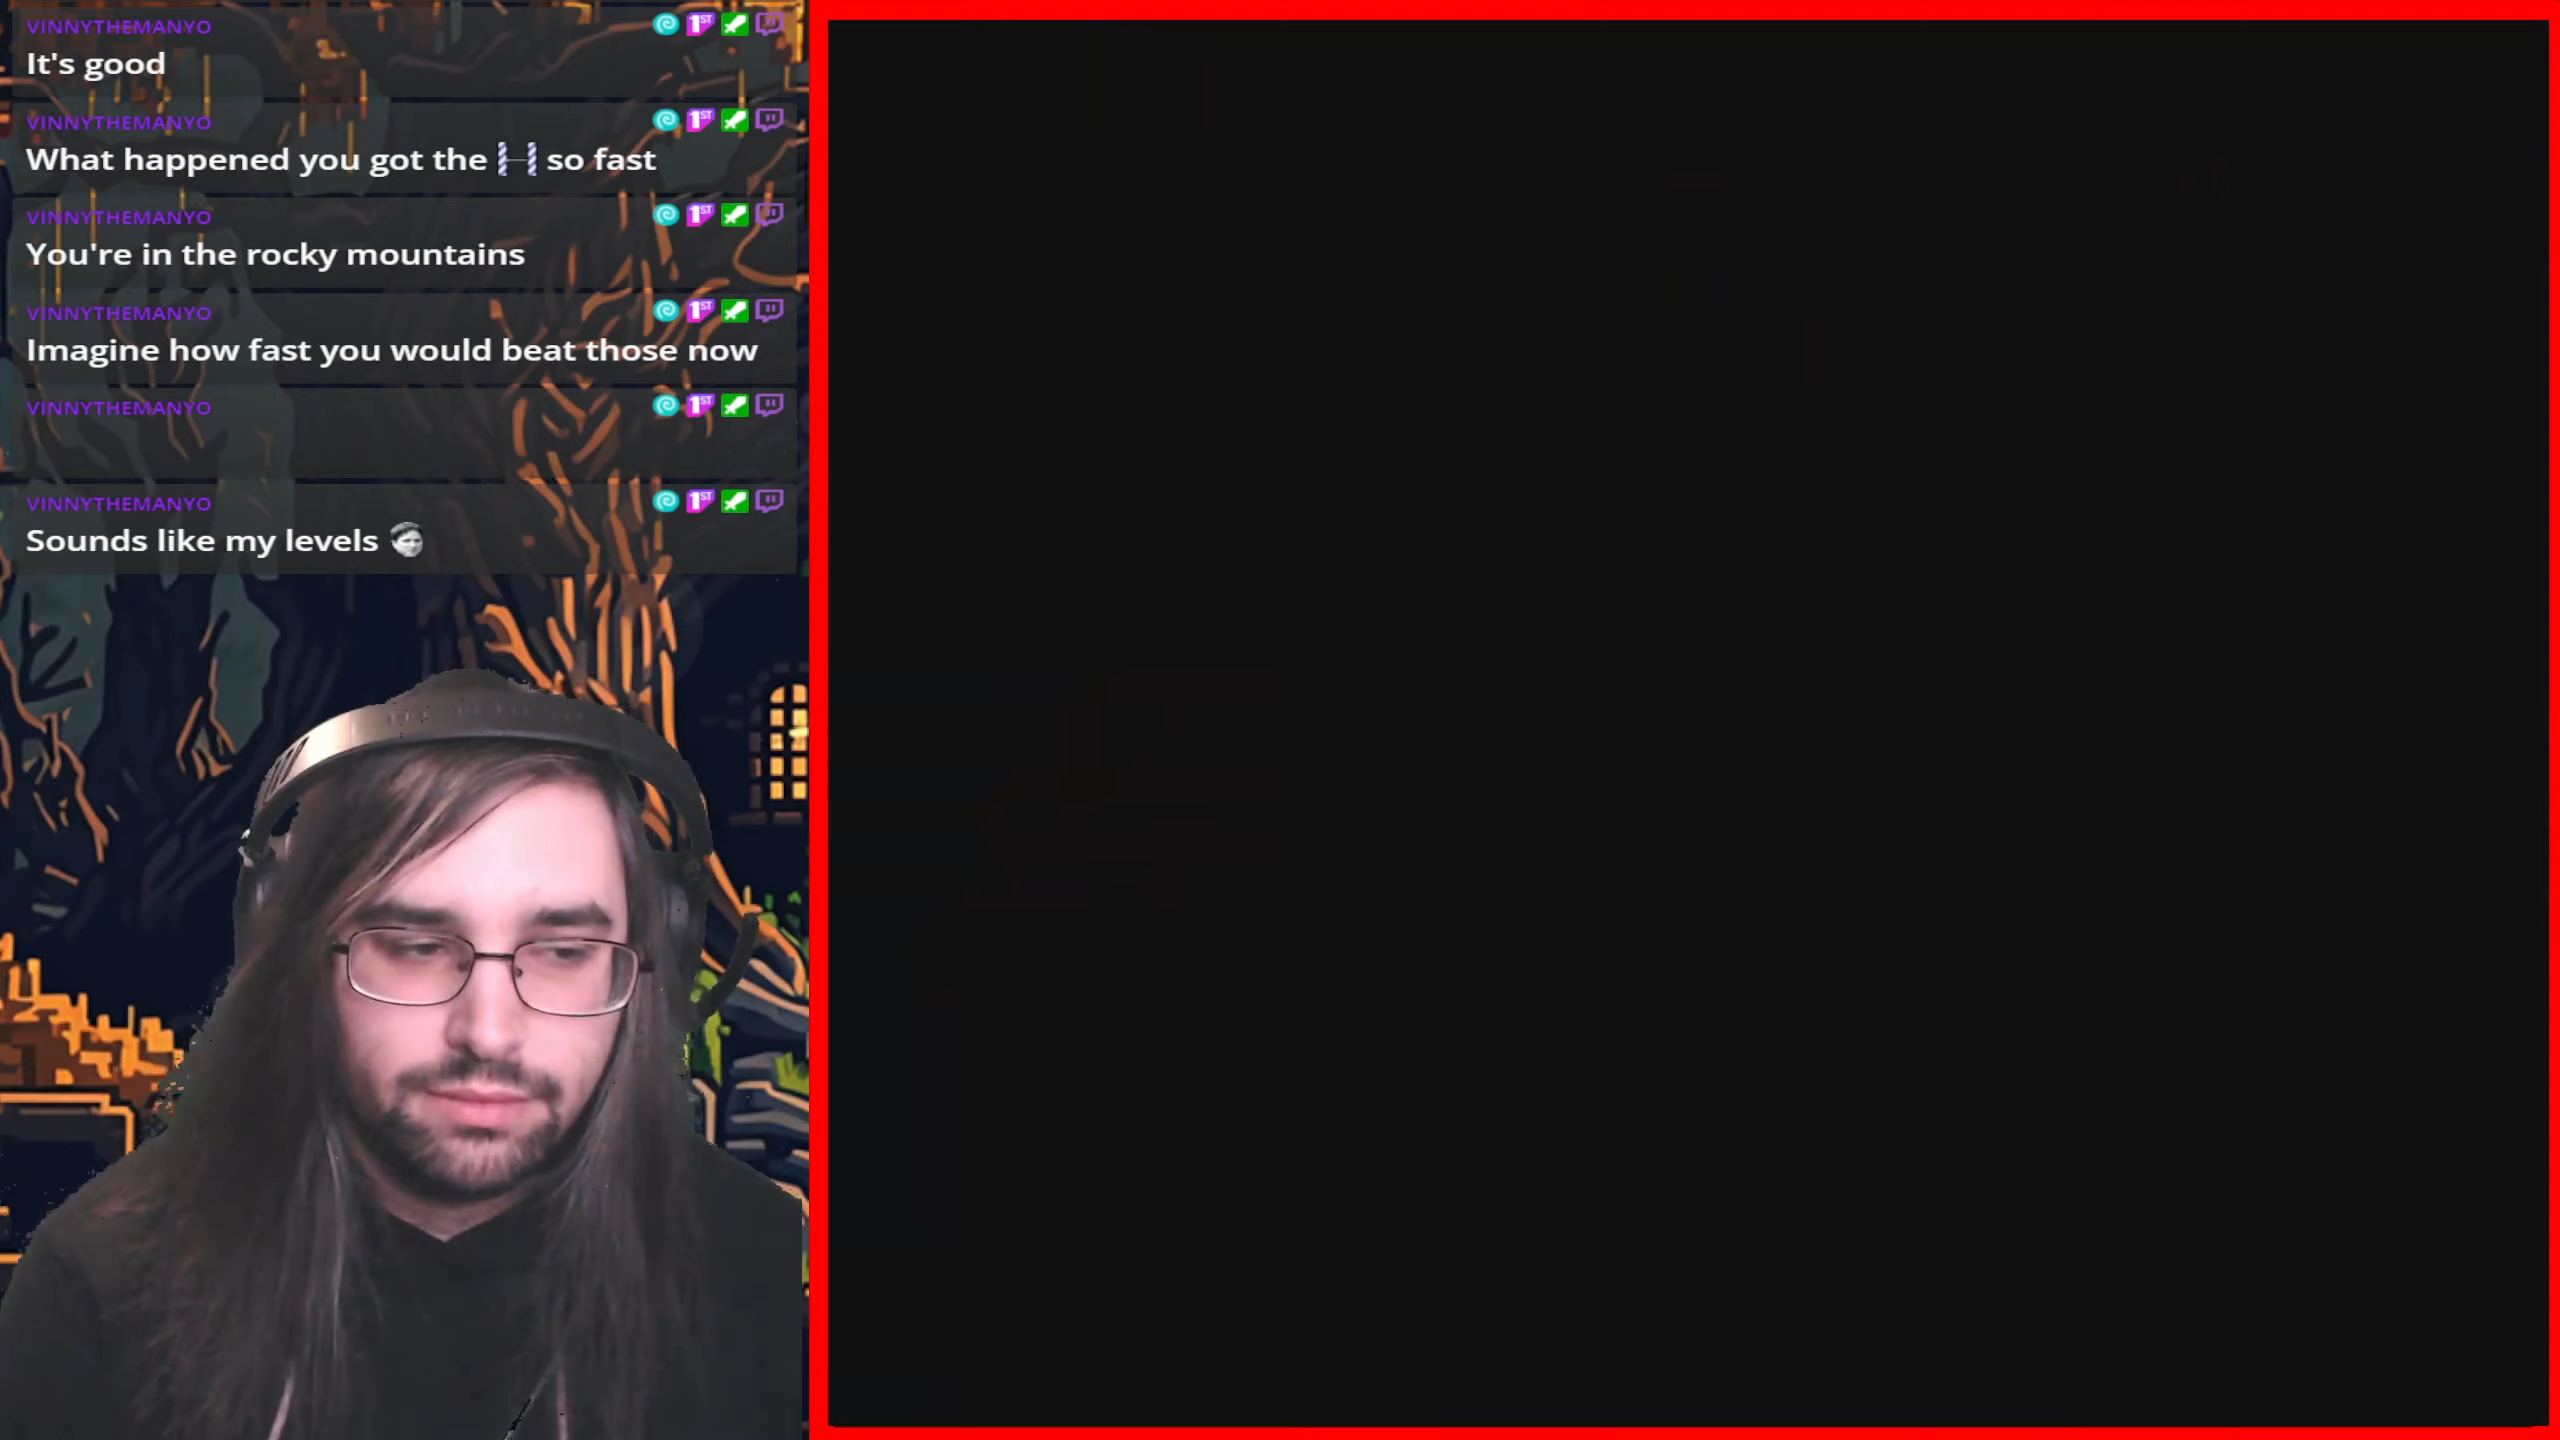 VINNYTHEMANYO
It's good
VINNYTHEMANYO
What happened you got the so fast
VINNYTHEMANYO
You're in the rocky mountains
VINNYTHEMANYO
Imagine how fast you would beat those now
VINNYTHEMANYO
VINNYTHEMANYO
Sounds like my levels